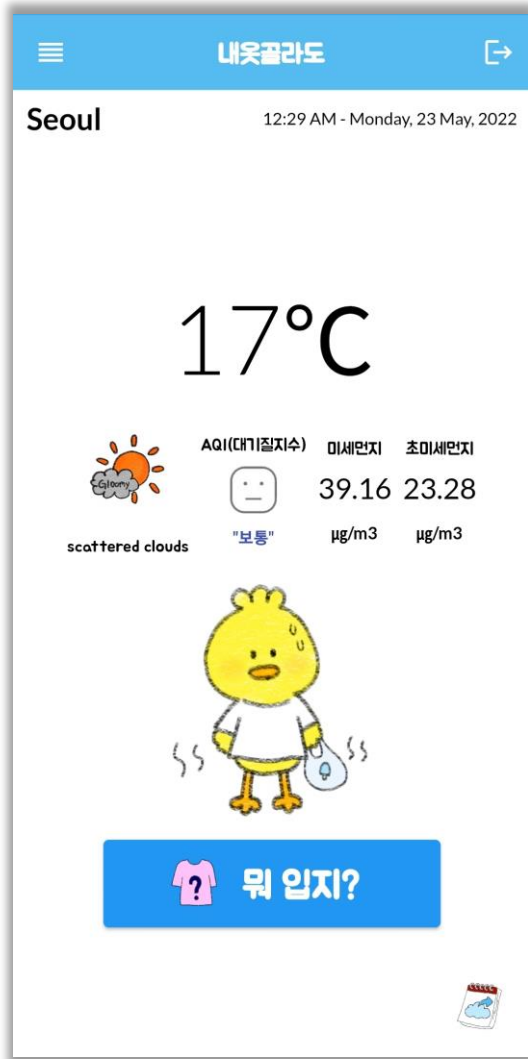 내옷골라도
Seoul
12:29 AM - Monday, 23 May, 2022
17°C
AQI(대기질지수)
미세먼지
초미세먼지
Gloomy
39.16
23.28
scattered clouds
"보통"
μg/m3
μg/m3
?
뭐 입지?